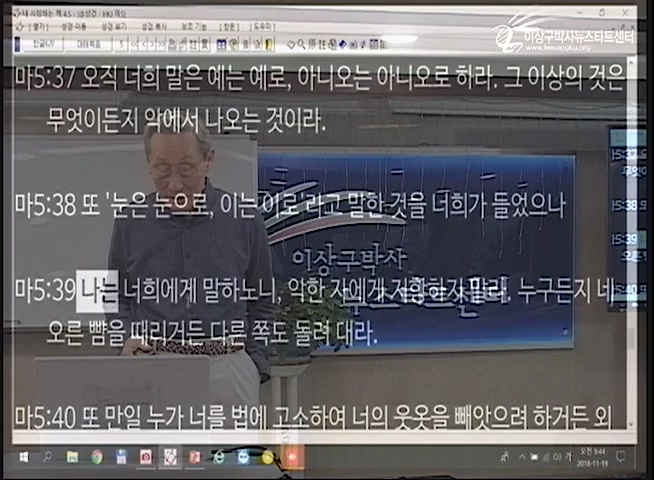 이상구박사뉴스타트센터
www.leesangku.org
마5:37 오직 너희 말은 예는 예로, 아니오는 아니오로 하라. 그 이상의 것은
무엇이든지 악에서 나오는 것이라.
마5:38 또 '눈은 눈으로, 이는 이로'라고 말한 것을 너희가 들었으나
이상구박사
마5:39 나는 너희에게 말하노니, 악한 자에게 저항하지 말라. 누구든지 네
오른 뺨을 때리거든 다른 쪽도 돌려 대라.
마5:40 또 만일 누가 너를 법에 고소하여 너의 웃옷을 빼앗으려 하거든 외
오전 9:44
2018-11-19